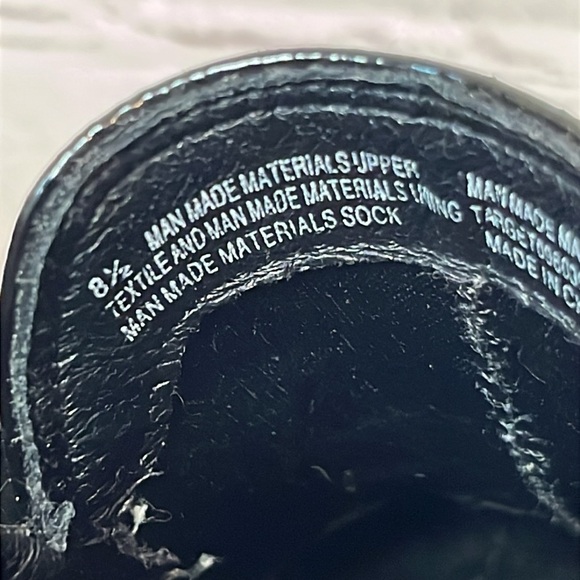 8½ MAN MADE MATERIALS UPPER
TEXTILE AND MAN MADE MATERIALS LINING
MAN MADE MATERIALS SOCK
MAN MADE
TARGET
MADE IN